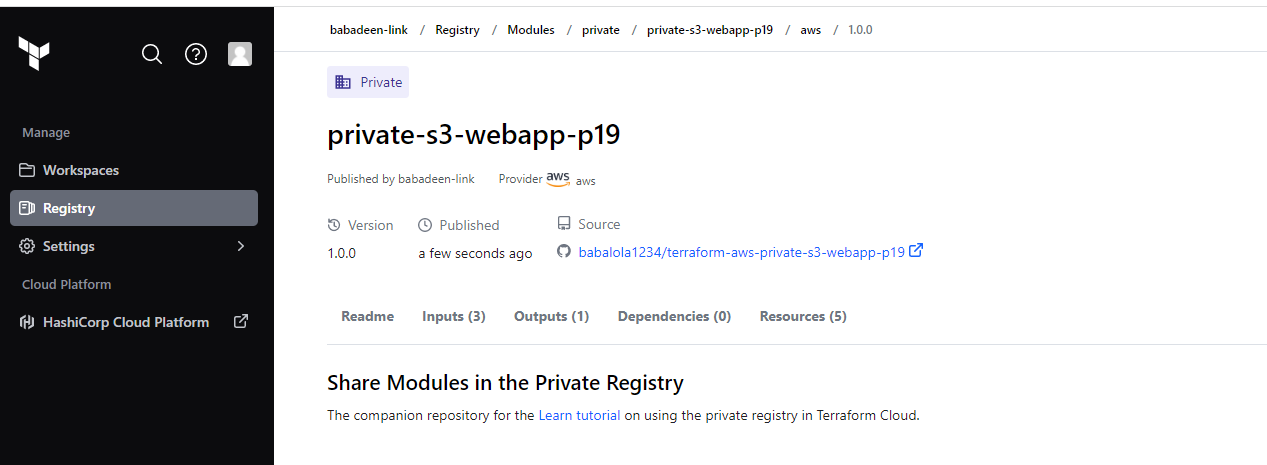 babadeen-link / Registry / Modules / private / private-s3-webapp-p19 / aws / 1.0.0
Private
private-s3-webapp-p19
Published by babadeen-link Provider aws aws
Version Published Source
1.0.0 a few seconds ago babalola1234/terraform-aws-private-s3-webapp-p19
Readme Inputs (3) Outputs (1) Dependencies (0) Resources (5)
Share Modules in the Private Registry
The companion repository for the Learn tutorial on using the private registry in Terraform Cloud.
Manage
Workspaces
Registry
Settings
Cloud Platform
HashiCorp Cloud Platform